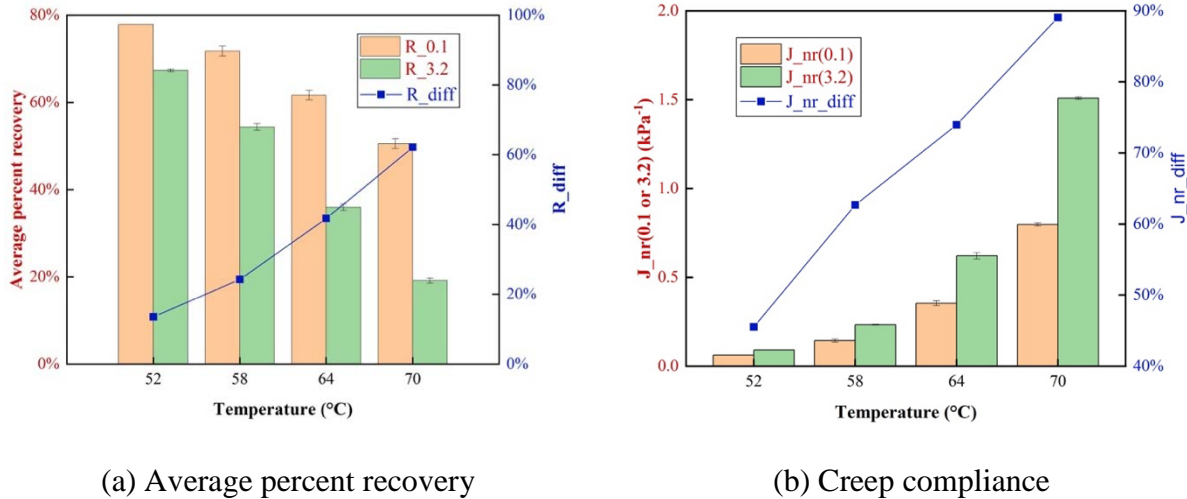 80%
60%
40%
20%
0%
Average percent recovery
100%
80%
60%
40%
20%
0%
R_diff
R_0.1
R_3.2
R_diff
52
58
64
70
Temperature (°C)
(a) Average percent recovery
2.0
1.5
1.0
0.5
0.0
J_nr(0.1 or 3.2) (kPa⁻¹)
90%
80%
70%
60%
50%
40%
J_nr_diff
J_nr(0.1)
J_nr(3.2)
J_nr_diff
52
58
64
70
Temperature (°C)
(b) Creep compliance